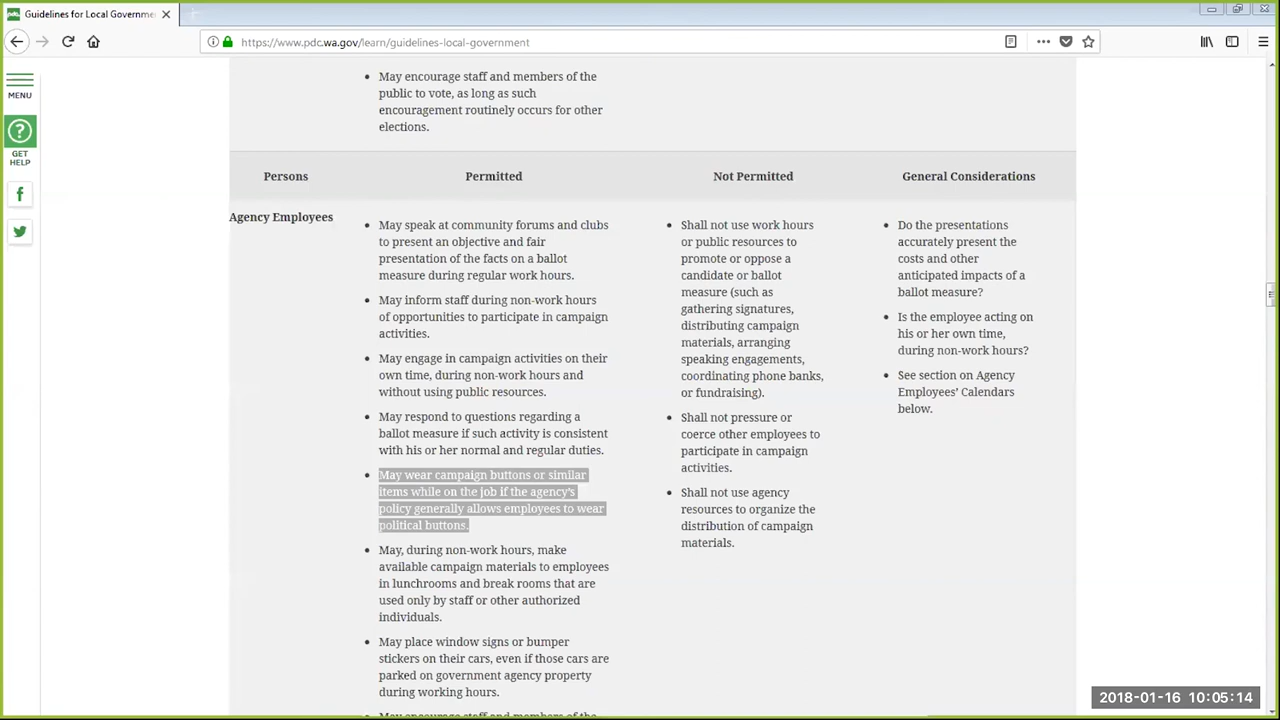 Guidelines for Local Governme
https://www.pdc.wa.gov/learn/guidelines-local-government
MENU
GET
HELP
May encourage staff and members of the
public to vote, as long as such
encouragement routinely occurs for other
elections.
Persons
Permitted
Not Permitted
General Considerations
Agency Employees
May speak at community forums and clubs
to present an objective and fair
presentation of the facts on a ballot
measure during regular work hours.
May inform staff during non-work hours
of opportunities to participate in campaign
activities.
May engage in campaign activities on their
own time, during non-work hours and
without using public resources.
May respond to questions regarding a
ballot measure if such activity is consistent
with his or her normal and regular duties.
May wear campaign buttons or similar
items while on the job if the agency's
policy generally allows employees to wear
political buttons.
May, during non-work hours, make
available campaign materials to employees
in lunchrooms and break rooms that are
used only by staff or other authorized
individuals.
May place window signs or bumper
stickers on their cars, even if those cars are
parked on government agency property
during working hours.
May encourage staff and members of the
Shall not use work hours
or public resources to
promote or oppose a
candidate or ballot
measure (such as
gathering signatures,
distributing campaign
materials, arranging
speaking engagements,
coordinating phone banks,
or fundraising).
Shall not pressure or
coerce other employees to
participate in campaign
activities.
Shall not use agency
resources to organize the
distribution of campaign
materials.
Do the presentations
accurately present the
costs and other
anticipated impacts of a
ballot measure?
Is the employee acting on
his or her own time,
during non-work hours?
See section on Agency
Employees' Calendars
below.
2018-01-16 10:05:14